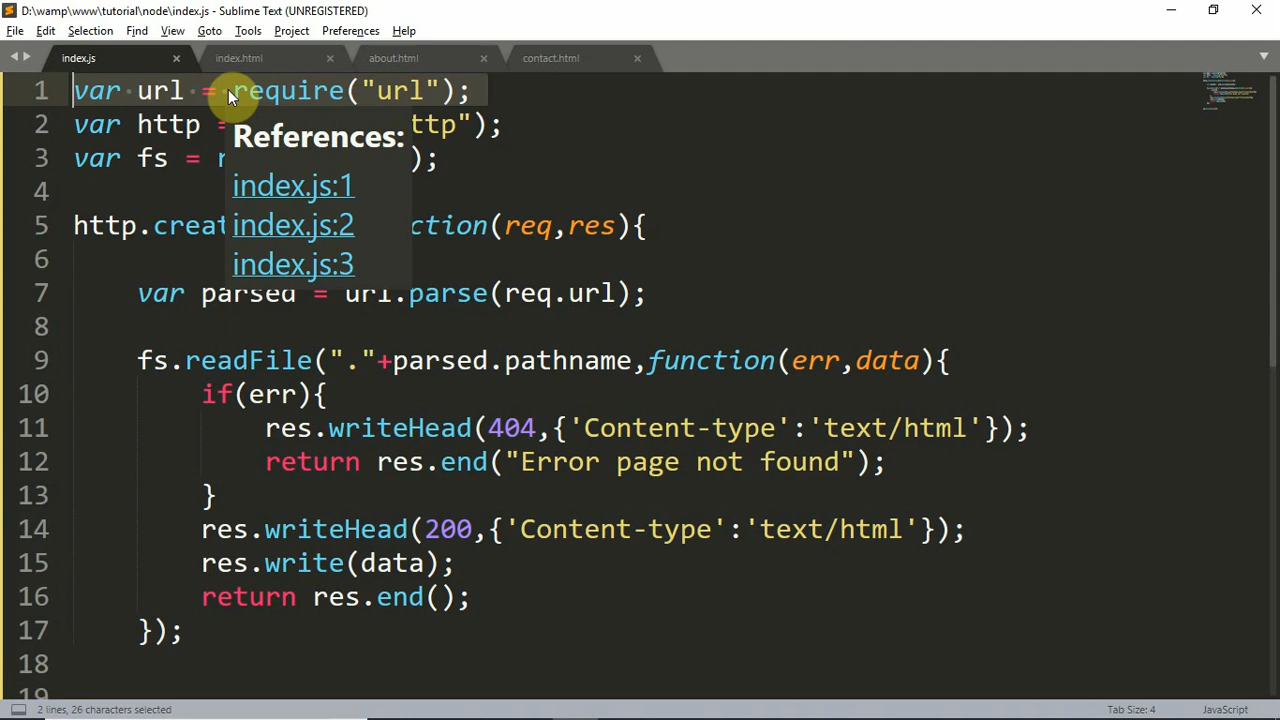 D:\wamp\www\tutorial\node\index.js - Sublime Text (UNREGISTERED)
File Edit Selection Find View Goto Tools Project Preferences Help
index.js index.html about.html contact.html
1 var url = require("url");
2 var http = ttp");
References:
3 var fs = r );
index.js:1
4
index.js:2
5 http.creat ction(req,res){
6
index.js:3
7 var parsed = url.parse(req.url);
8
9 fs.readFile("."+parsed.pathname,function(err,data){
10 if(err){
11 res.writeHead(404,{'Content-type':'text/html'});
12 return res.end("Error page not found");
13 }
14 res.writeHead(200,{'Content-type':'text/html'});
15 res.write(data);
16 return res.end();
17 });
18
19
2 lines, 26 characters selected Tab Size: 4 JavaScript